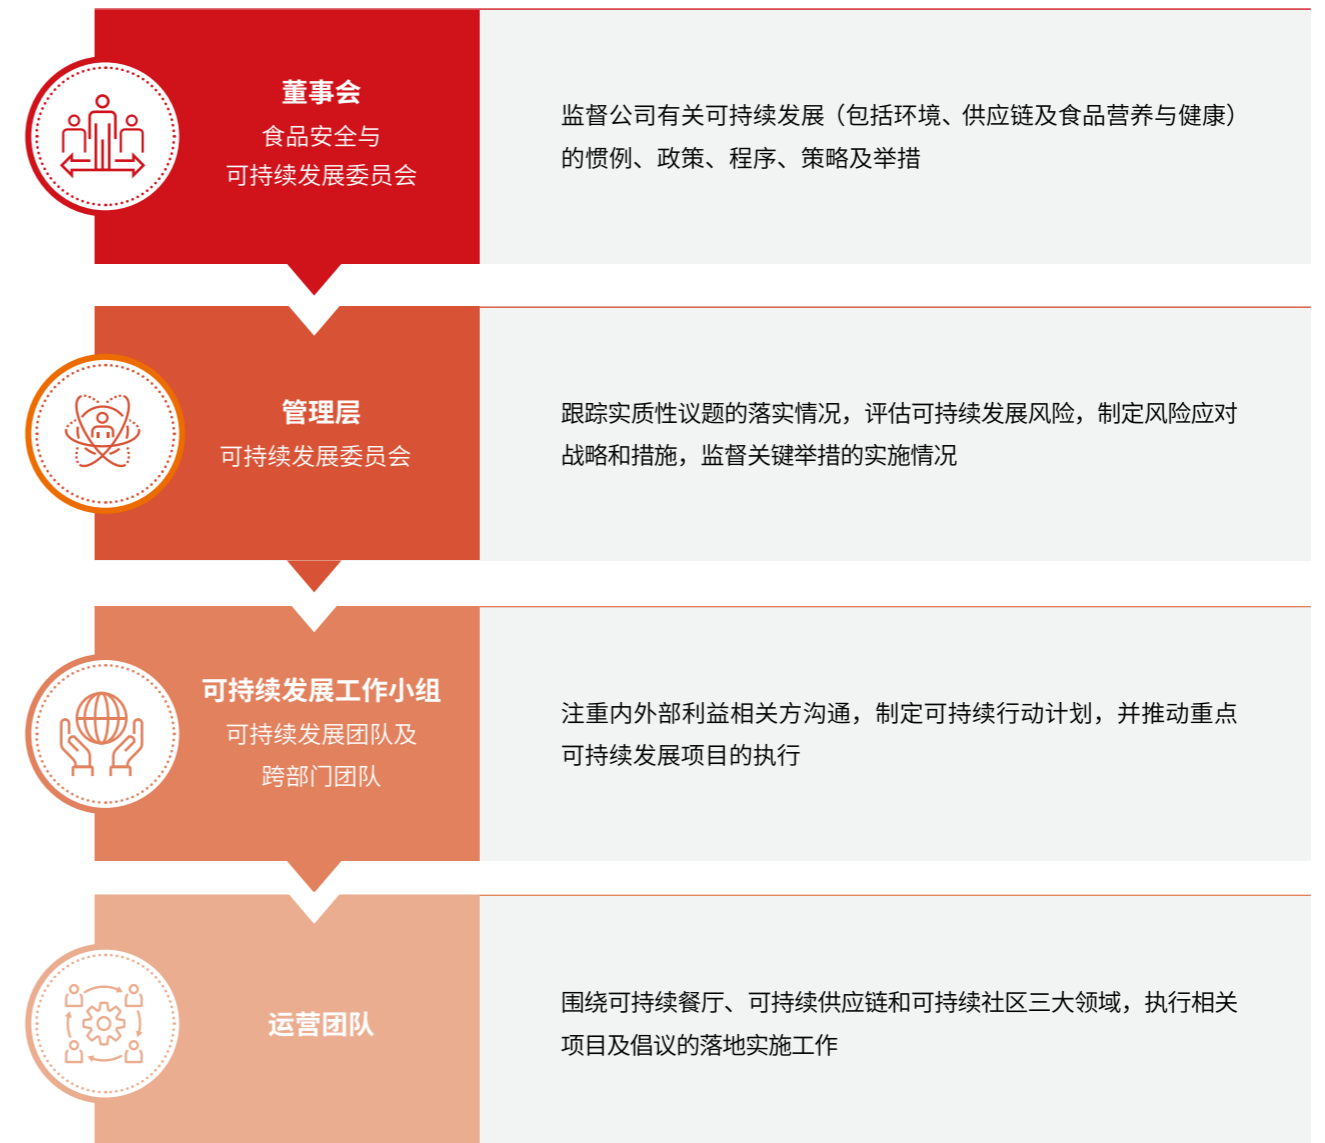 董事会
食品安全与
可持续发展委员会
监督公司有关可持续发展（包括环境、供应链及食品营养与健康）
的惯例、政策、程序、策略及举措
管理层
可持续发展委员会
跟踪实质性议题的落实情况，评估可持续发展风险，制定风险应对
战略和措施，监督关键举措的实施情况
可持续发展工作小组
可持续发展团队及
跨部门团队
注重内外部利益相关方沟通，制定可持续行动计划，并推动重点
可持续发展项目的执行
运营团队
围绕可持续餐厅、可持续供应链和可持续社区三大领域，执行相关
项目及倡议的落地实施工作